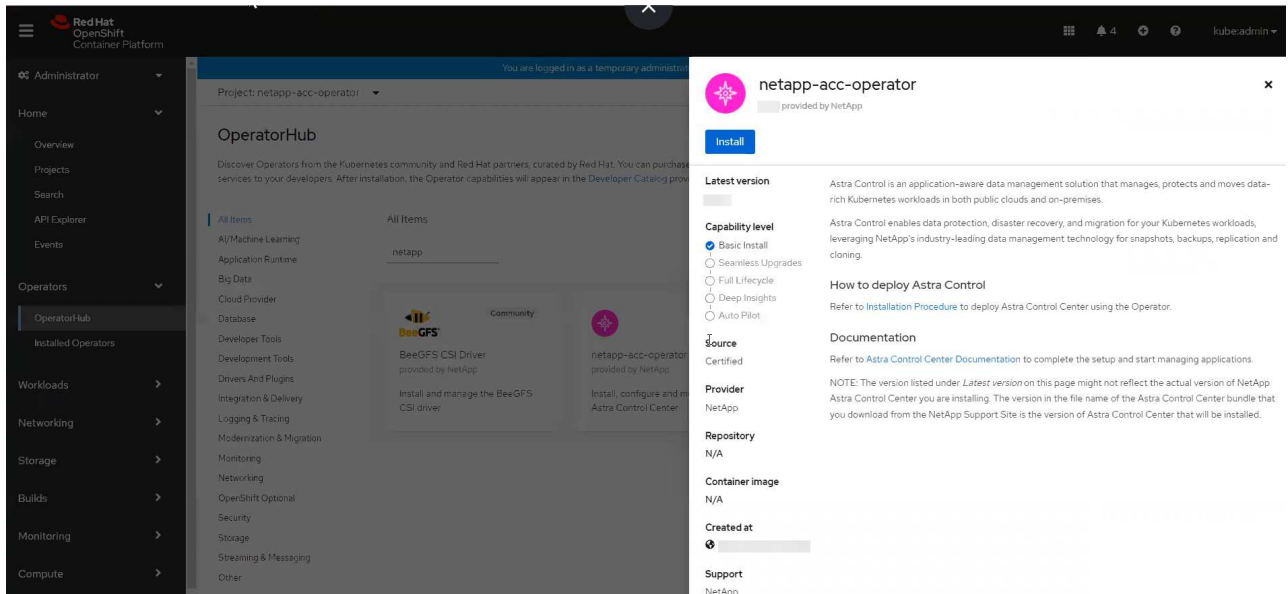 Red Hat
OpenShift
Container Platform
4
kube:admin
Administrator
Home
Overview
Projects
Search
API Explorer
Events
Operators
OperatorHub
Installed Operators
Workloads
Networking
Storage
Builds
Monitoring
Compute
You are logged in as a temporary administrat
Project: netapp-acc-operator
OperatorHub
Discover Operators from the Kubernetes community and Red Hat partners, curated by Red Hat. You can purchase
services to your developers. After installation, the Operator capabilities will appear in the Developer Catalog prov
All Items
AI/Machine Learning
Application Runtime
Big Data
Cloud Provider
Database
Developer Tools
Development Tools
Drivers And Plugins
Integration & Delivery
Logging & Tracing
Modernization & Migration
Monitoring
Networking
OpenShift Optional
Security
Storage
Streaming & Messaging
Other
All Items
netapp
BeeGFS
Community
BeeGFS CSI Driver
provided by NetApp
Install and manage the BeeGFS
CSI driver
netapp-acc-operator
provided by NetApp
Install, configure and m
Astra Control Center
netapp-acc-operator
provided by NetApp
Install
Latest version
Capability level
Basic Install
Seamless Upgrades
Full Lifecycle
Deep Insights
Auto Pilot
Source
Certified
Provider
NetApp
Repository
N/A
Container image
N/A
Created at
Support
NetApp
Astra Control is an application-aware data management solution that manages, protects and moves data-
rich Kubernetes workloads in both public clouds and on-premises.
Astra Control enables data protection, disaster recovery, and migration for your Kubernetes workloads,
leveraging NetApp's industry-leading data management technology for snapshots, backups, replication and
cloning.
How to deploy Astra Control
Refer to Installation Procedure to deploy Astra Control Center using the Operator.
Documentation
Refer to Astra Control Center Documentation to complete the setup and start managing applications.
NOTE: The version listed under Latest version on this page might not reflect the actual version of NetApp
Astra Control Center you are installing. The version in the file name of the Astra Control Center bundle that
you download from the NetApp Support Site is the version of Astra Control Center that will be installed.